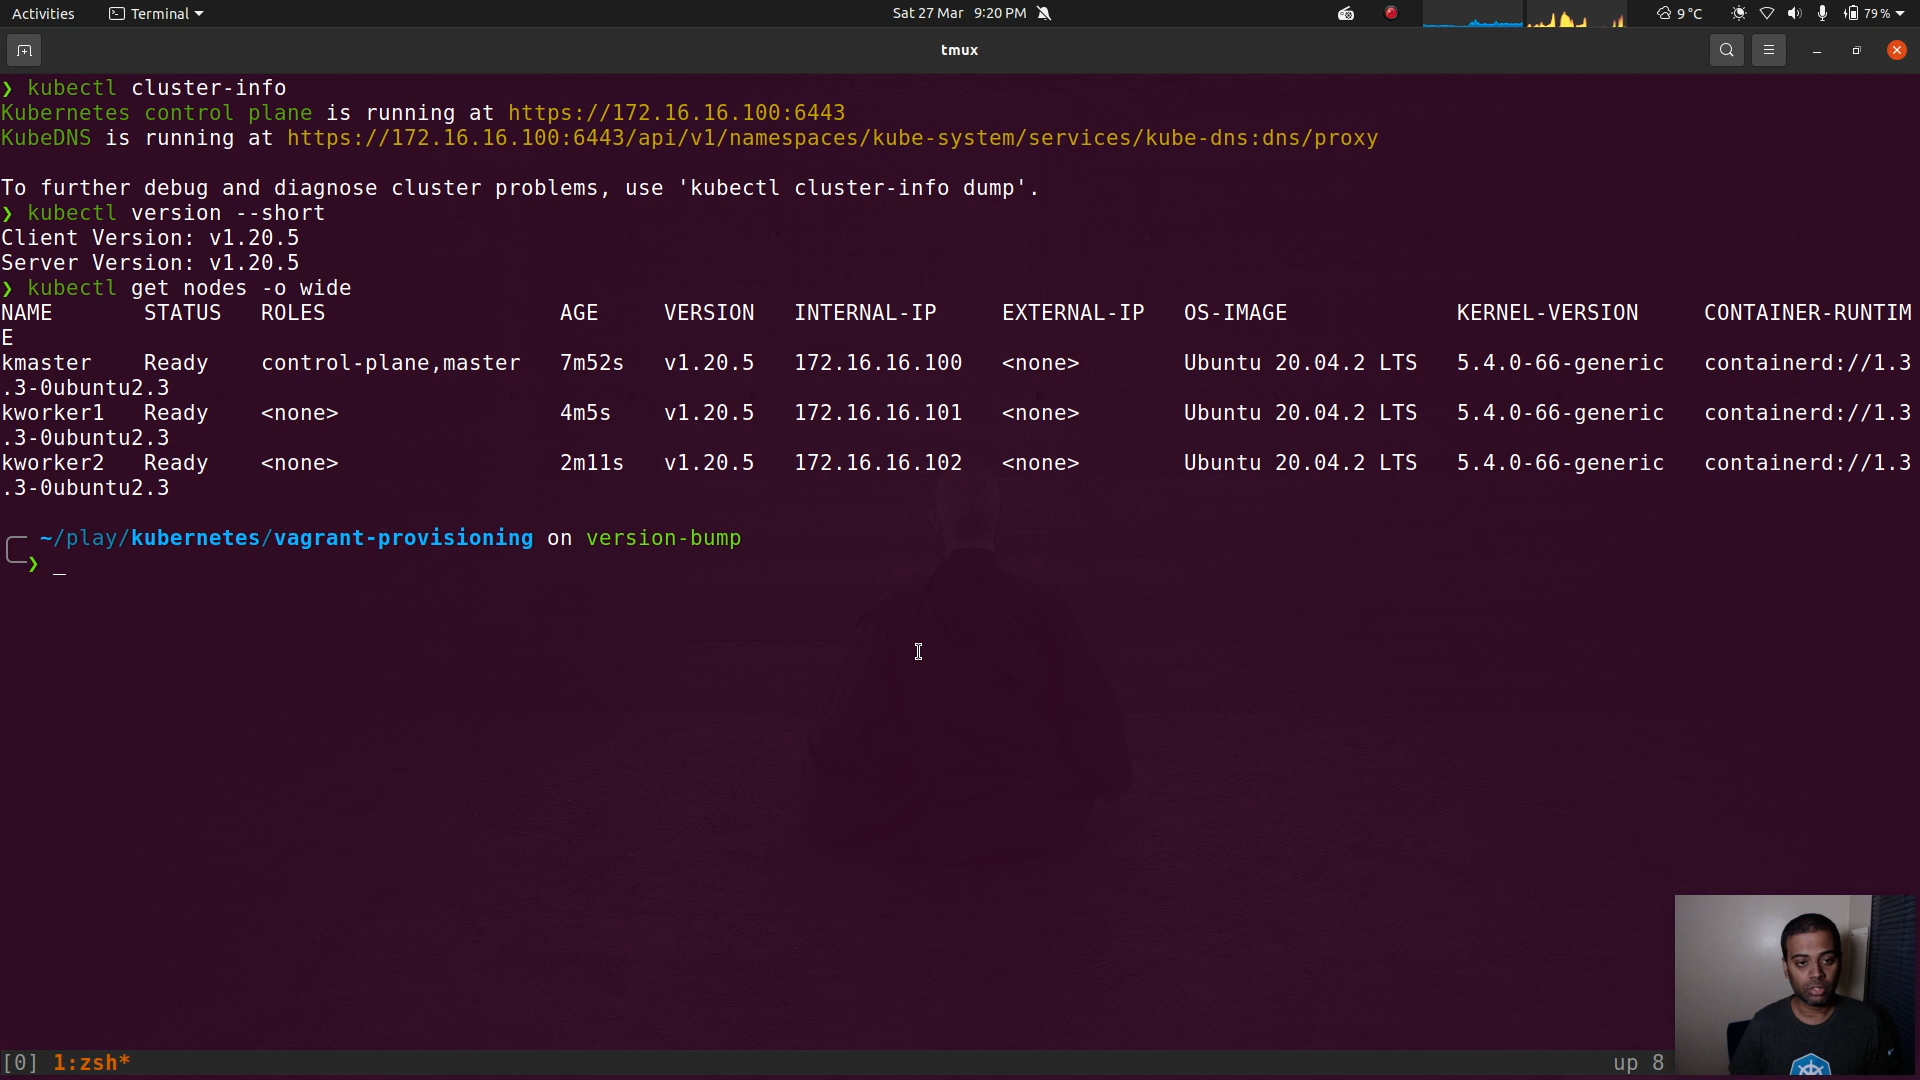 Activities Terminal Sat 27 Mar 9:20 PM 9 °C 79 %
tmux
❯ kubectl cluster-info
Kubernetes control plane is running at https://172.16.16.100:6443
KubeDNS is running at https://172.16.16.100:6443/api/v1/namespaces/kube-system/services/kube-dns:dns/proxy
To further debug and diagnose cluster problems, use 'kubectl cluster-info dump'.
❯ kubectl version --short
Client Version: v1.20.5
Server Version: v1.20.5
❯ kubectl get nodes -o wide
NAME STATUS ROLES AGE VERSION INTERNAL-IP EXTERNAL-IP OS-IMAGE KERNEL-VERSION CONTAINER-RUNTIM
E
kmaster Ready control-plane,master 7m52s v1.20.5 172.16.16.100 <none> Ubuntu 20.04.2 LTS 5.4.0-66-generic containerd://1.3
.3-0ubuntu2.3
kworker1 Ready <none> 4m5s v1.20.5 172.16.16.101 <none> Ubuntu 20.04.2 LTS 5.4.0-66-generic containerd://1.3
.3-0ubuntu2.3
kworker2 Ready <none> 2m11s v1.20.5 172.16.16.102 <none> Ubuntu 20.04.2 LTS 5.4.0-66-generic containerd://1.3
.3-0ubuntu2.3
~/play/kubernetes/vagrant-provisioning on version-bump
❯ _
[0] 1:zsh* up 8